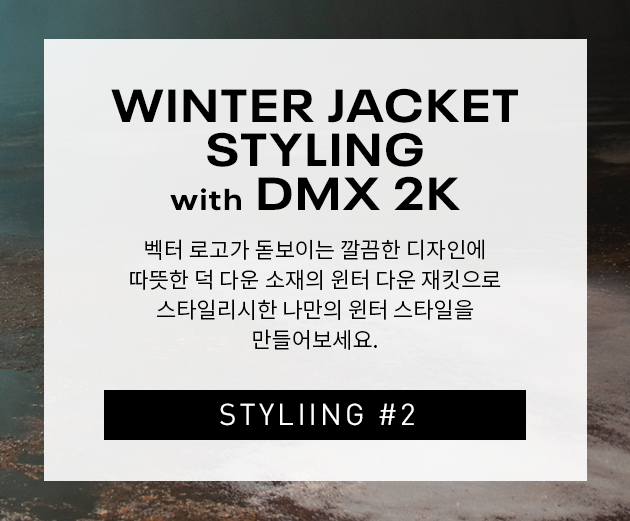 WINTER JACKET
STYLING
with DMX 2K
벡터 로고가 돋보이는 깔끔한 디자인에
따뜻한 덕 다운 소재의 윈터 다운 재킷으로
스타일리시한 나만의 윈터 스타일을
만들어보세요.
STYLIING #2